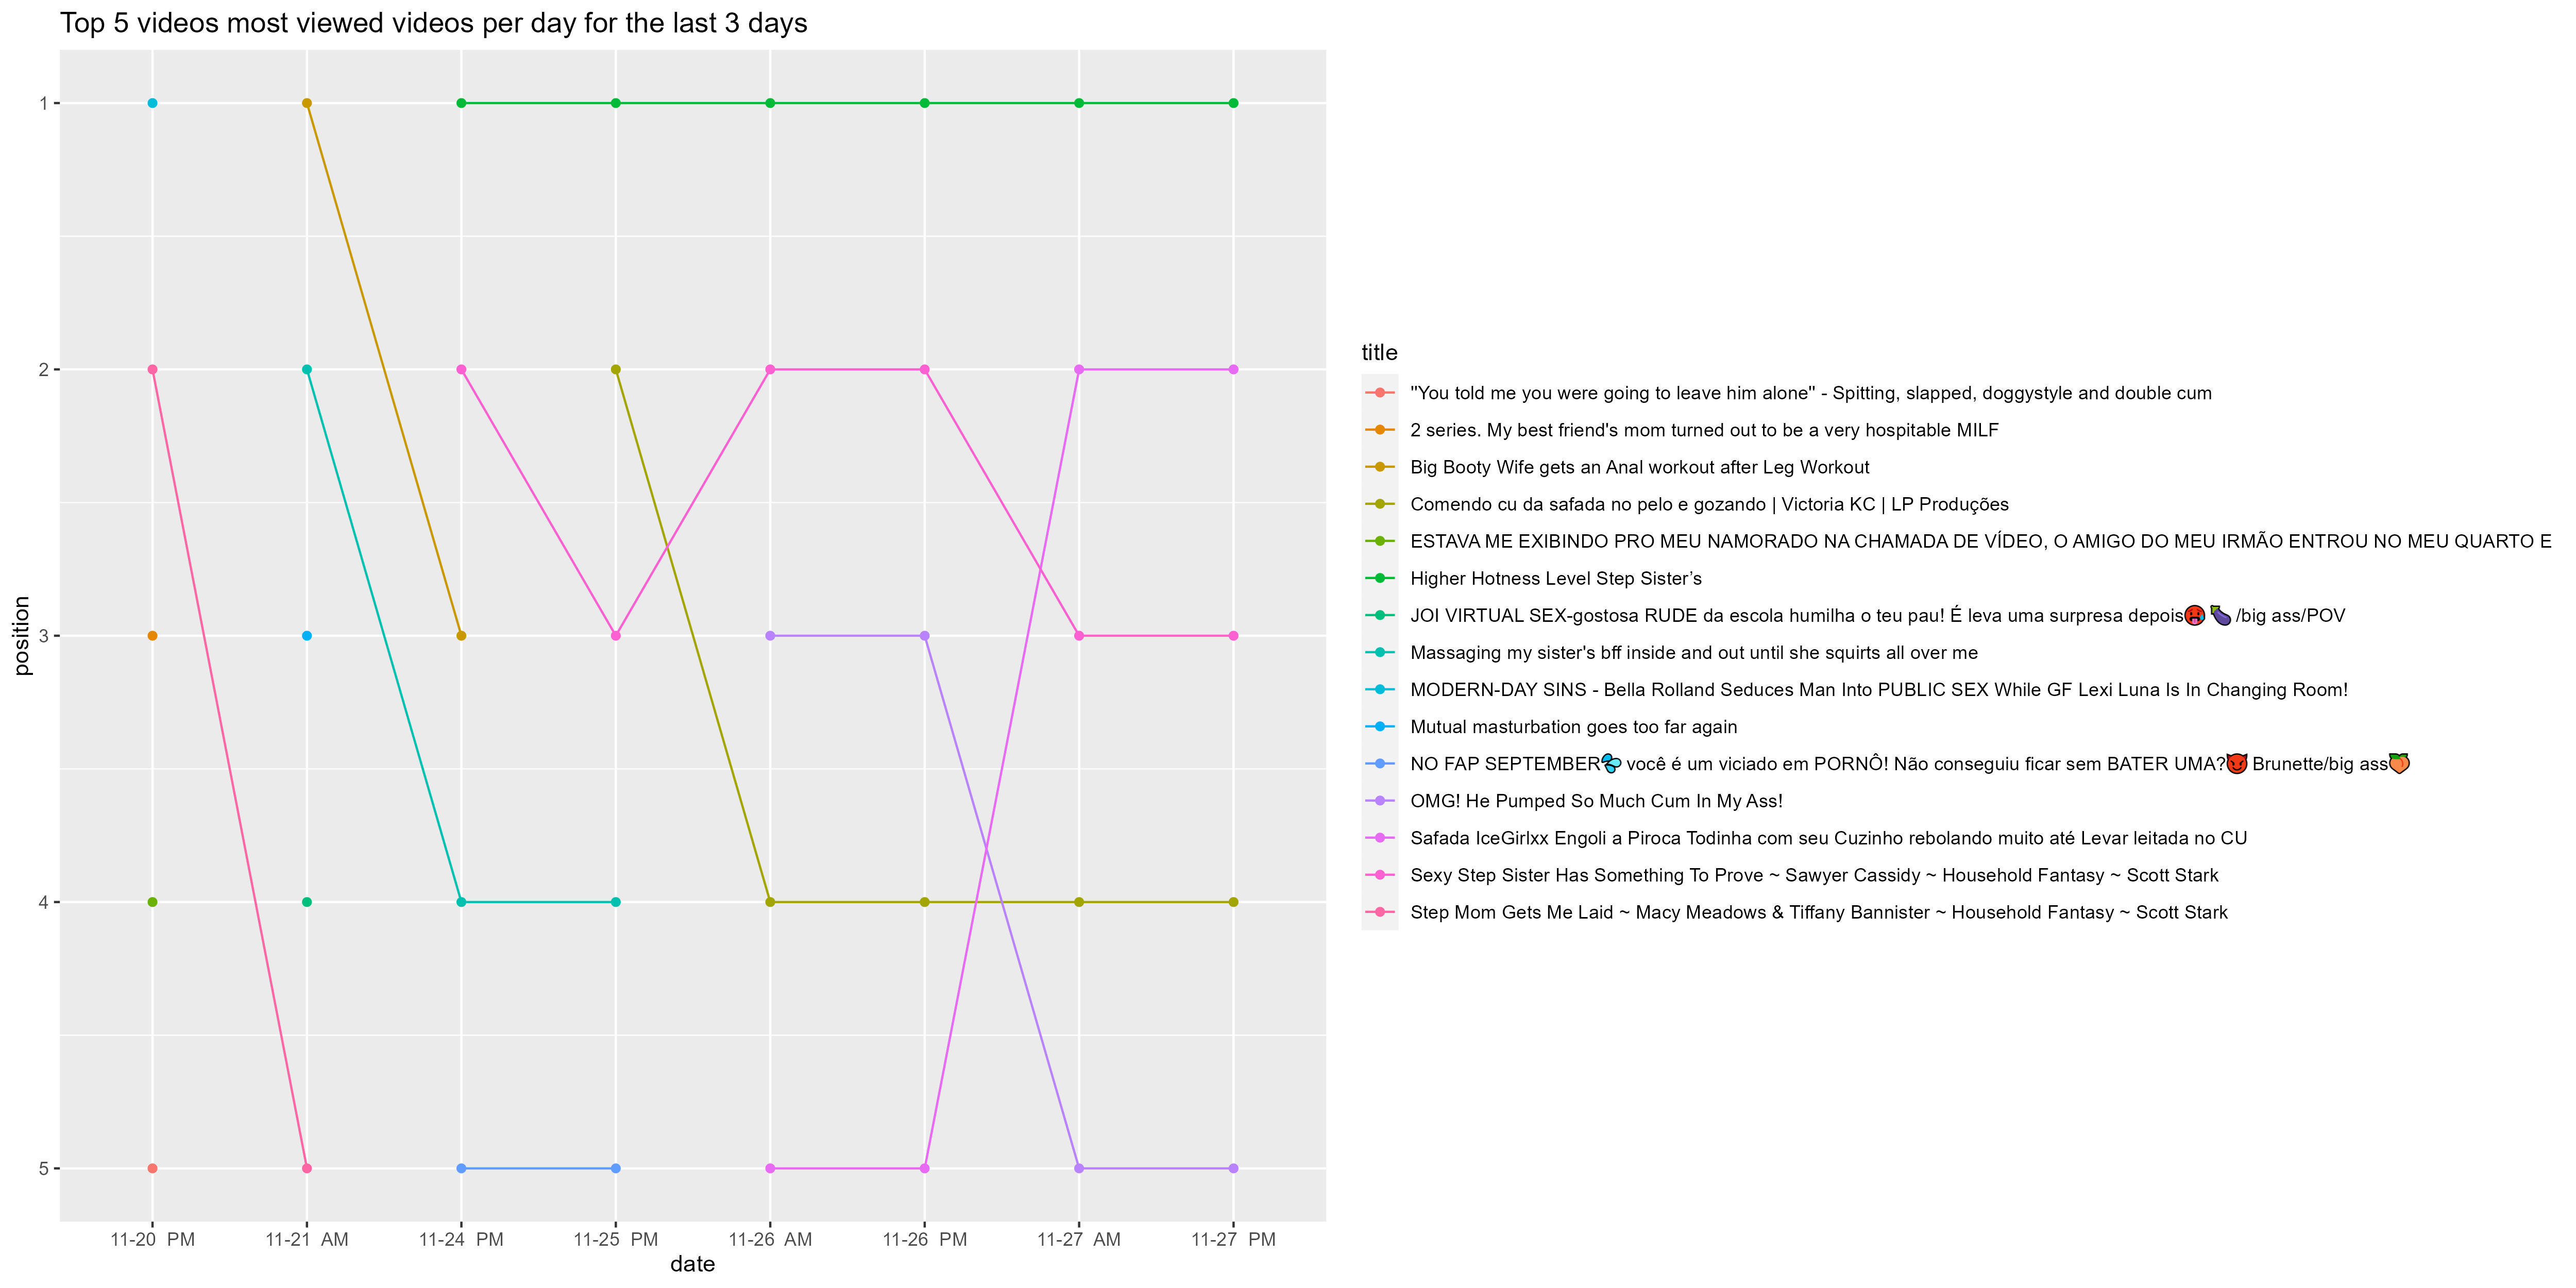 Top 5 videos most viewed videos per day for the last 3 days
position
1
2
3
4
5
11-20 PM
11-21 AM
11-24 PM
11-25 PM
11-26 AM
11-26 PM
11-27 AM
11-27 PM
date
title
"You told me you were going to leave him alone" - Spitting, slapped, doggystyle and double cum
2 series. My best friend's mom turned out to be a very hospitable MILF
Big Booty Wife gets an Anal workout after Leg Workout
Comendo cu da safada no pelo e gozando | Victoria KC | LP Produções
ESTAVA ME EXIBINDO PRO MEU NAMORADO NA CHAMADA DE VÍDEO, O AMIGO DO MEU IRMÃO ENTROU NO MEU QUARTO E
Higher Hotness Level Step Sister’s
JOI VIRTUAL SEX-gostosa RUDE da escola humilha o teu pau! É leva uma surpresa depois🥵🍆/big ass/POV
Massaging my sister's bff inside and out until she squirts all over me
MODERN-DAY SINS - Bella Rolland Seduces Man Into PUBLIC SEX While GF Lexi Luna Is In Changing Room!
Mutual masturbation goes too far again
NO FAP SEPTEMBER💦 você é um viciado em PORNÔ! Não conseguiu ficar sem BATER UMA?😈 Brunette/big ass🍑
OMG! He Pumped So Much Cum In My Ass!
Safada IceGirlxx Engoli a Piroca Todinha com seu Cuzinho rebolando muito até Levar leitada no CU
Sexy Step Sister Has Something To Prove ~ Sawyer Cassidy ~ Household Fantasy ~ Scott Stark
Step Mom Gets Me Laid ~ Macy Meadows & Tiffany Bannister ~ Household Fantasy ~ Scott Stark